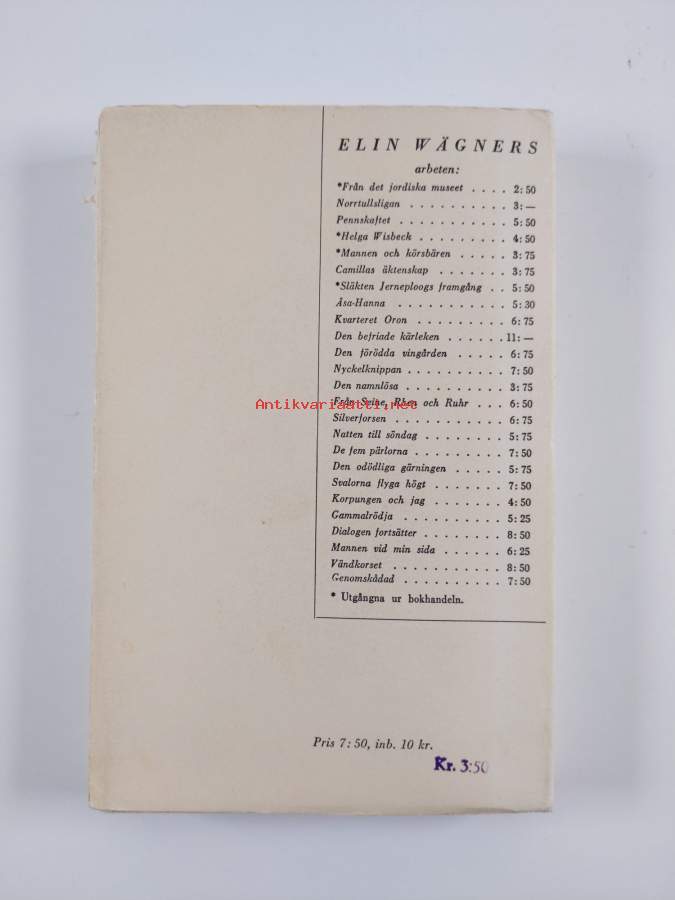 ELIN WÄGNERS
arbeten:
*Från det jordiska museet . . . . 2: 50
Norrtullsligan . . . . . . . . . 3: —
Pennskaftet . . . . . . . . . . 5: 50
*Helga Wisbeck . . . . . . . . . 4: 50
*Mannen och körsbären . . . . . 3: 75
Camillas äktenskap . . . . . . . 3: 75
*Släkten Jerneploogs framgång . . 5: 50
Åsa-Hanna . . . . . . . . . . 5: 30
Kvarteret Oron . . . . . . . . . 6: 75
Den befriade kärleken . . . . . . 11: —
Den förödda vingården . . . . . 6: 75
Nyckelknippan . . . . . . . . . 7: 50
Den namnlösa . . . . . . . . . 3: 75
Från Seine, Rhen och Ruhr . . . 6: 50
Antikvariaatti.net
Silverforsen . . . . . . . . . . 6: 75
Natten till söndag . . . . . . . . 5: 75
De fem pärlorna . . . . . . . . 7: 50
Den odödliga gärningen . . . . . 5: 75
Svalorna flyga högt . . . . . . . 7: 50
Korpungen och jag . . . . . . . 4: 50
Gammalrödja . . . . . . . . . . 5: 25
Dialogen fortsätter . . . . . . . . 8: 50
Mannen vid min sida . . . . . . 6: 25
Vändkorset . . . . . . . . . . . 8: 50
Genomskådad . . . . . . . . . . 7: 50
* Utgångna ur bokhandeln.
Pris 7: 50, inb. 10 kr.
Kr. 3:50